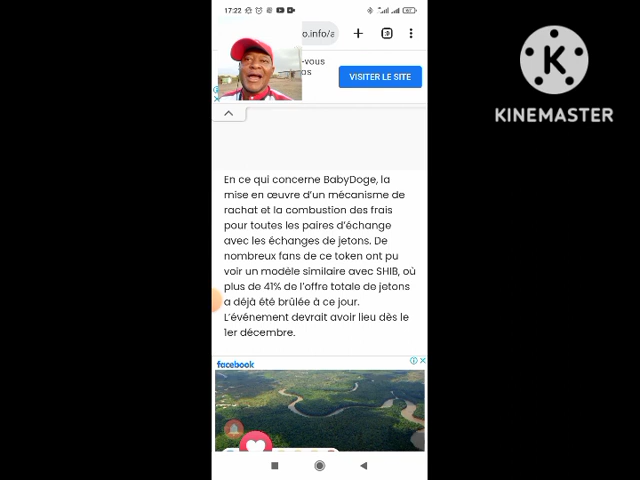 17:22
67
o.info/a
:D
-vous
as
VISITER LE SITE
K
KINEMASTER
En ce qui concerne BabyDoge, la
mise en œuvre d'un mécanisme de
rachat et la combustion des frais
pour toutes les paires d'échange
avec les échanges de jetons. De
nombreux fans de ce token ont pu
voir un modèle similaire avec SHIB, où
plus de 41% de l'offre totale de jetons
a déjà été brûlée à ce jour.
L'événement devrait avoir lieu dès le
1er décembre.
facebook